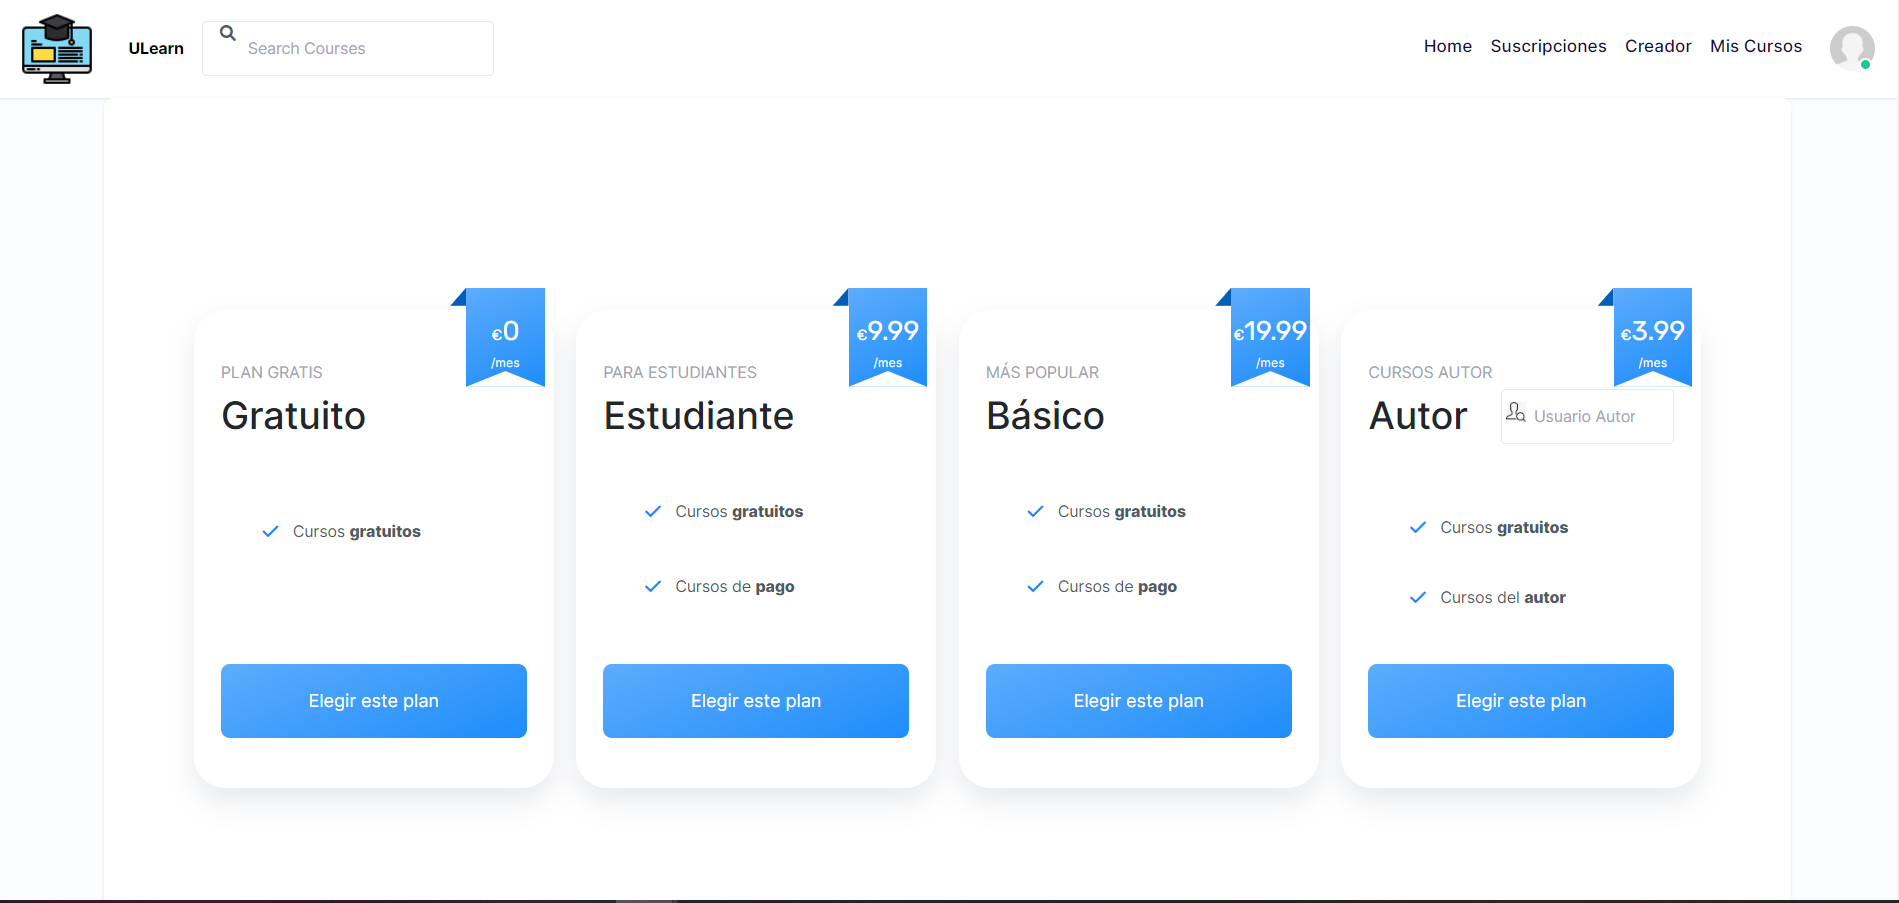 ULearn
Search Courses
Home Suscripciones Creador Mis Cursos
€0
/mes
PLAN GRATIS
Gratuito
Cursos gratuitos
Elegir este plan
€9.99
/mes
PARA ESTUDIANTES
Estudiante
Cursos gratuitos
Cursos de pago
Elegir este plan
€19.99
/mes
MÁS POPULAR
Básico
Cursos gratuitos
Cursos de pago
Elegir este plan
€3.99
/mes
CURSOS AUTOR
Autor
Usuario Autor
Cursos gratuitos
Cursos del autor
Elegir este plan